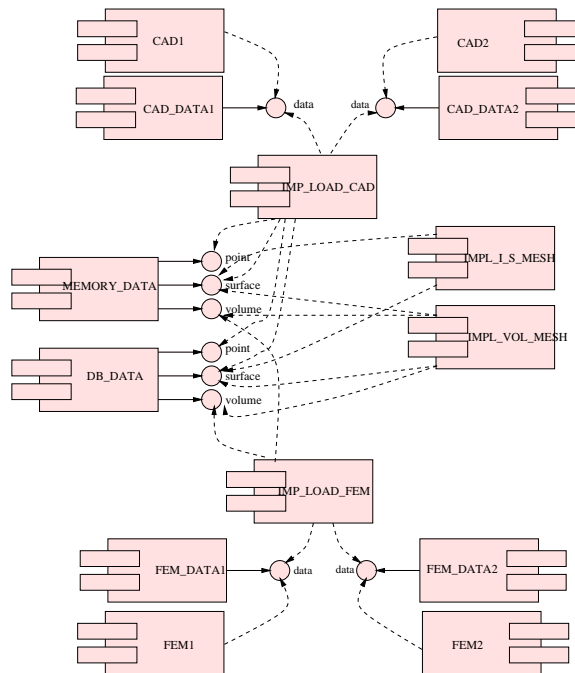 CAD1
CAD2
CAD_DATA1
data
data
CAD_DATA2
IMP_LOAD_CAD
point
IMPL_I_S_MESH
MEMORY_DATA
surface
volume
IMPL_VOL_MESH
point
DB_DATA
surface
volume
IMP_LOAD_FEM
FEM_DATA1
data
data
FEM_DATA2
FEM1
FEM2